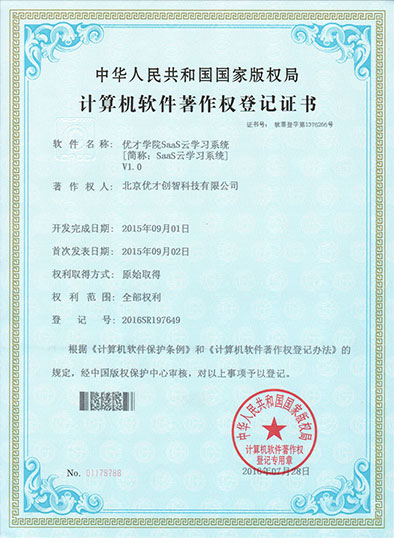 中华人民共和国国家版权局
计算机软件著作权登记证书
证书号： 软著登字第1376266号
软件名称： 优才学院SaaS云学习系统
[简称：SaaS云学习系统]
V1.0
著作权人： 北京优才创智科技有限公司
开发完成日期： 2015年09月01日
首次发表日期： 2015年09月02日
权利取得方式： 原始取得
权利范围： 全部权利
登记号： 2016SR197649
根据《计算机软件保护条例》和《计算机软件著作权登记办法》的
规定，经中国版权保护中心审核，对以上事项予以登记。
中华人民共和国国家版权局
计算机软件著作权
登记专用章
No. 01178788
2016年07月28日